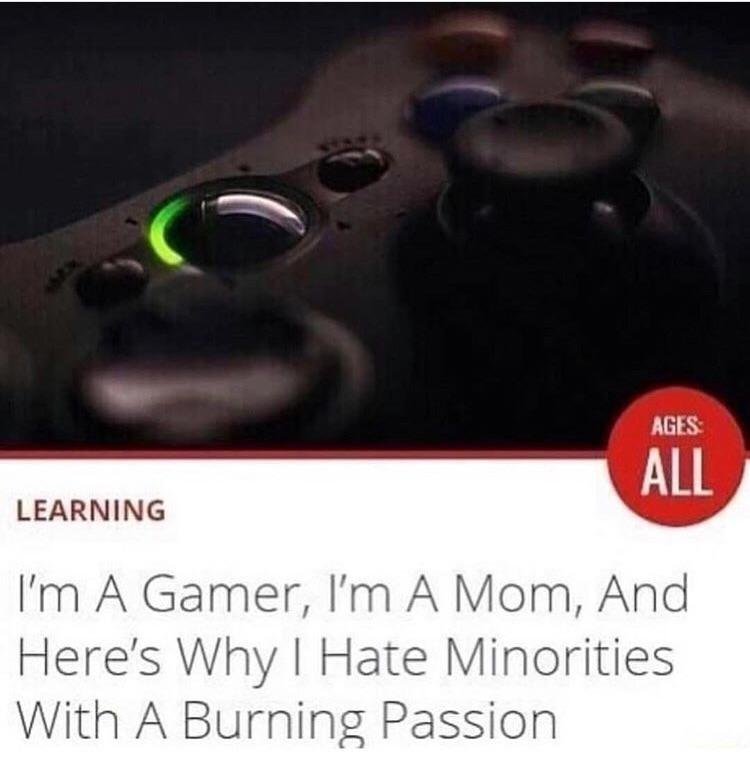 AGES:
ALL
LEARNING
I'm A Gamer, I'm A Mom, And
Here's Why I Hate Minorities
With A Burning Passion